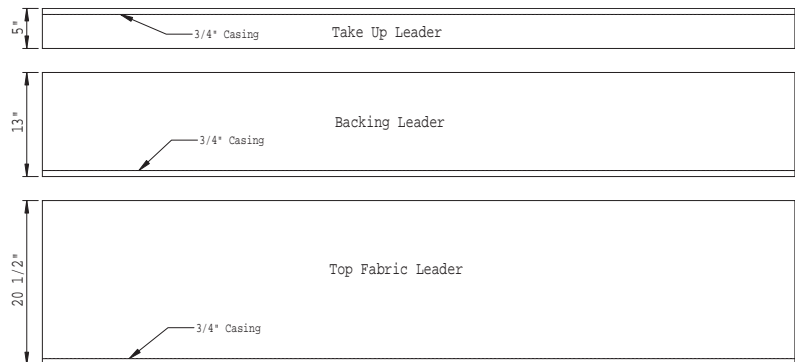 5"
3/4" Casing
Take Up Leader
13"
Backing Leader
3/4" Casing
20 1/2"
Top Fabric Leader
3/4" Casing